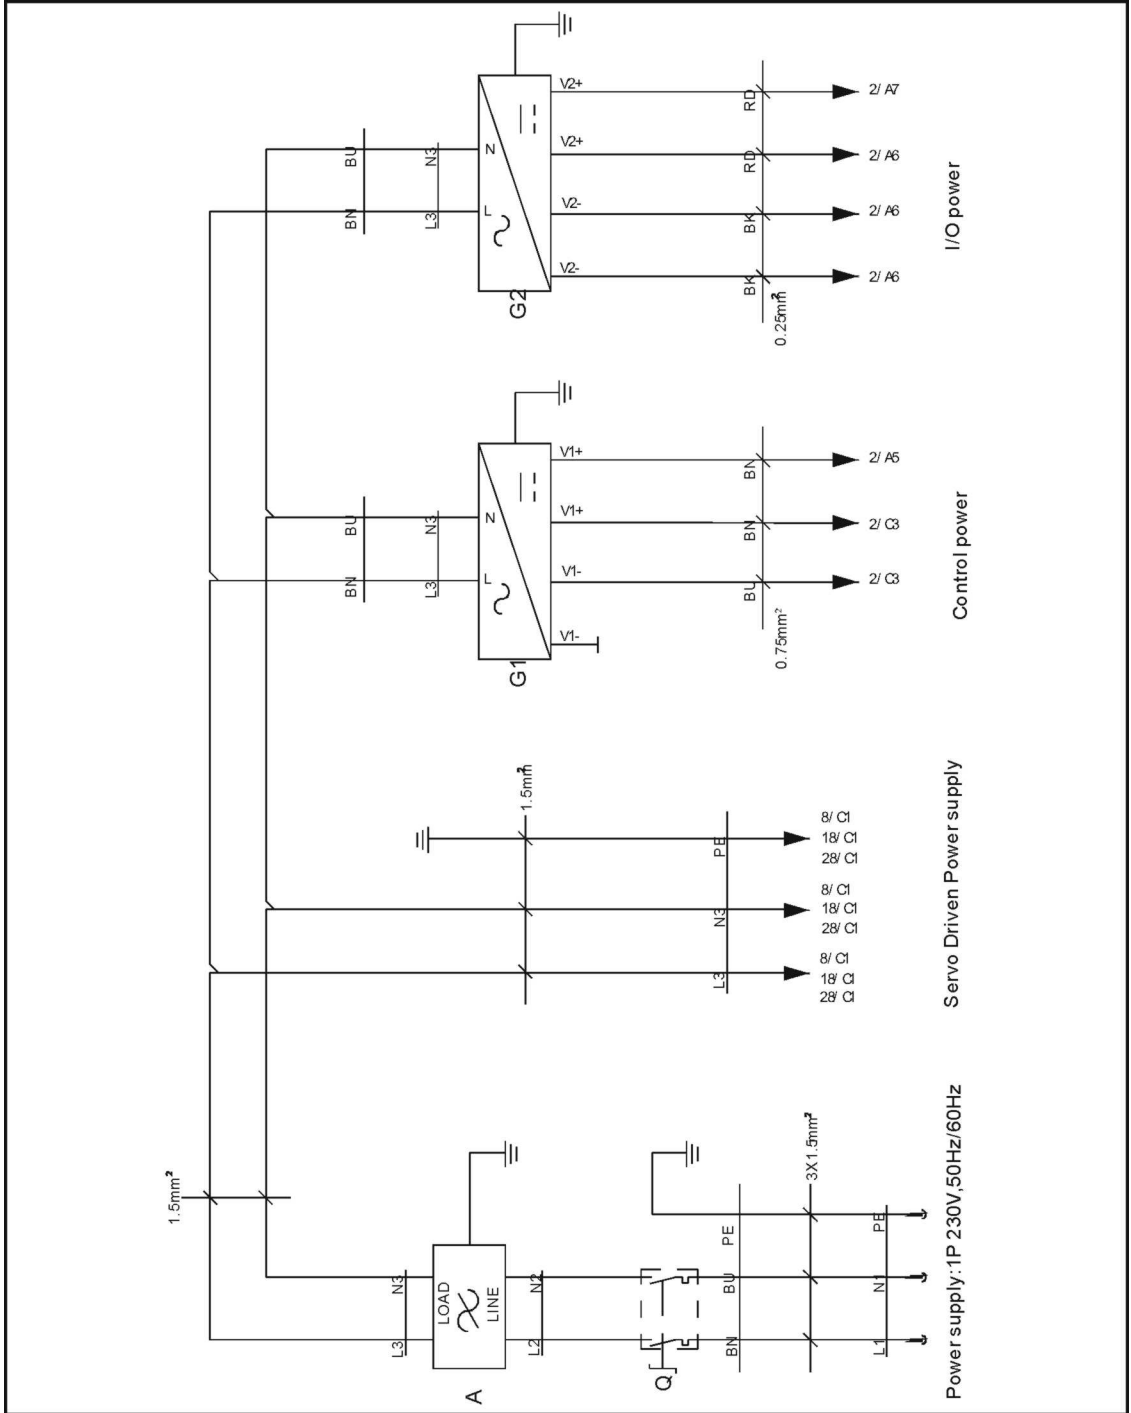 1.5mm²
L3
N3
LOAD
LINE
A
L2
N2
Q
BN
BU
PE
3X1.5mm²
L1
N1
PE
Power supply:1P 230V,50Hz/60Hz
1.5mm²
L3
N3
PE
8/ C1
18/ C1
28/ C1
8/ C1
18/ C1
28/ C1
8/ C1
18/ C1
28/ C1
Servo Driven Power supply
BN
BU
L3
N3
L
N
G1
V1-
V1-
V1+
V1+
BU
BN
BN
0.75mm²
2/ C3
2/ C3
2/ A5
Control power
BN
BU
L3
N3
L
N
G2
V2-
V2-
V2+
V2+
BK
BK
RD
RD
0.25mm²
2/ A6
2/ A6
2/ A6
2/ A7
I/O power